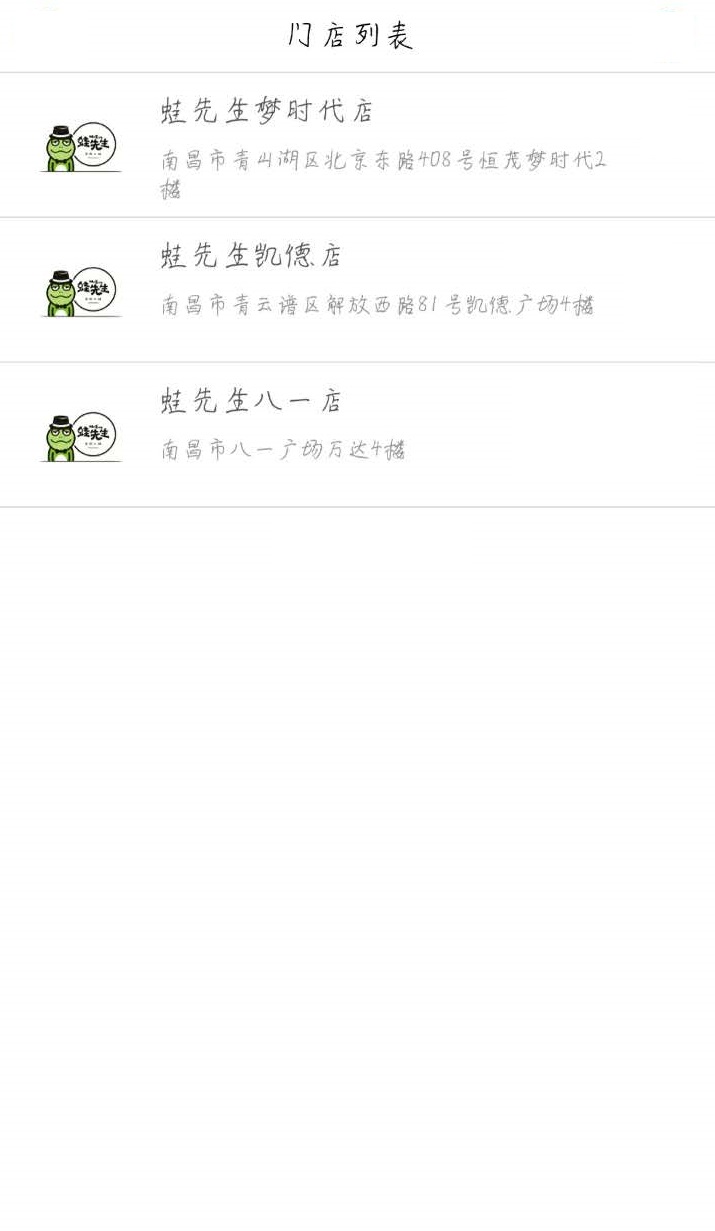 门店列表
蛙先生梦时代店
南昌市青山湖区北京东路408号恒茂梦时代2
楼
蛙先生
蛙先生凯德店
南昌市青云谱区解放西路81号凯德广场4楼
蛙先生
蛙先生八一店
南昌市八一广场万达4楼
蛙先生